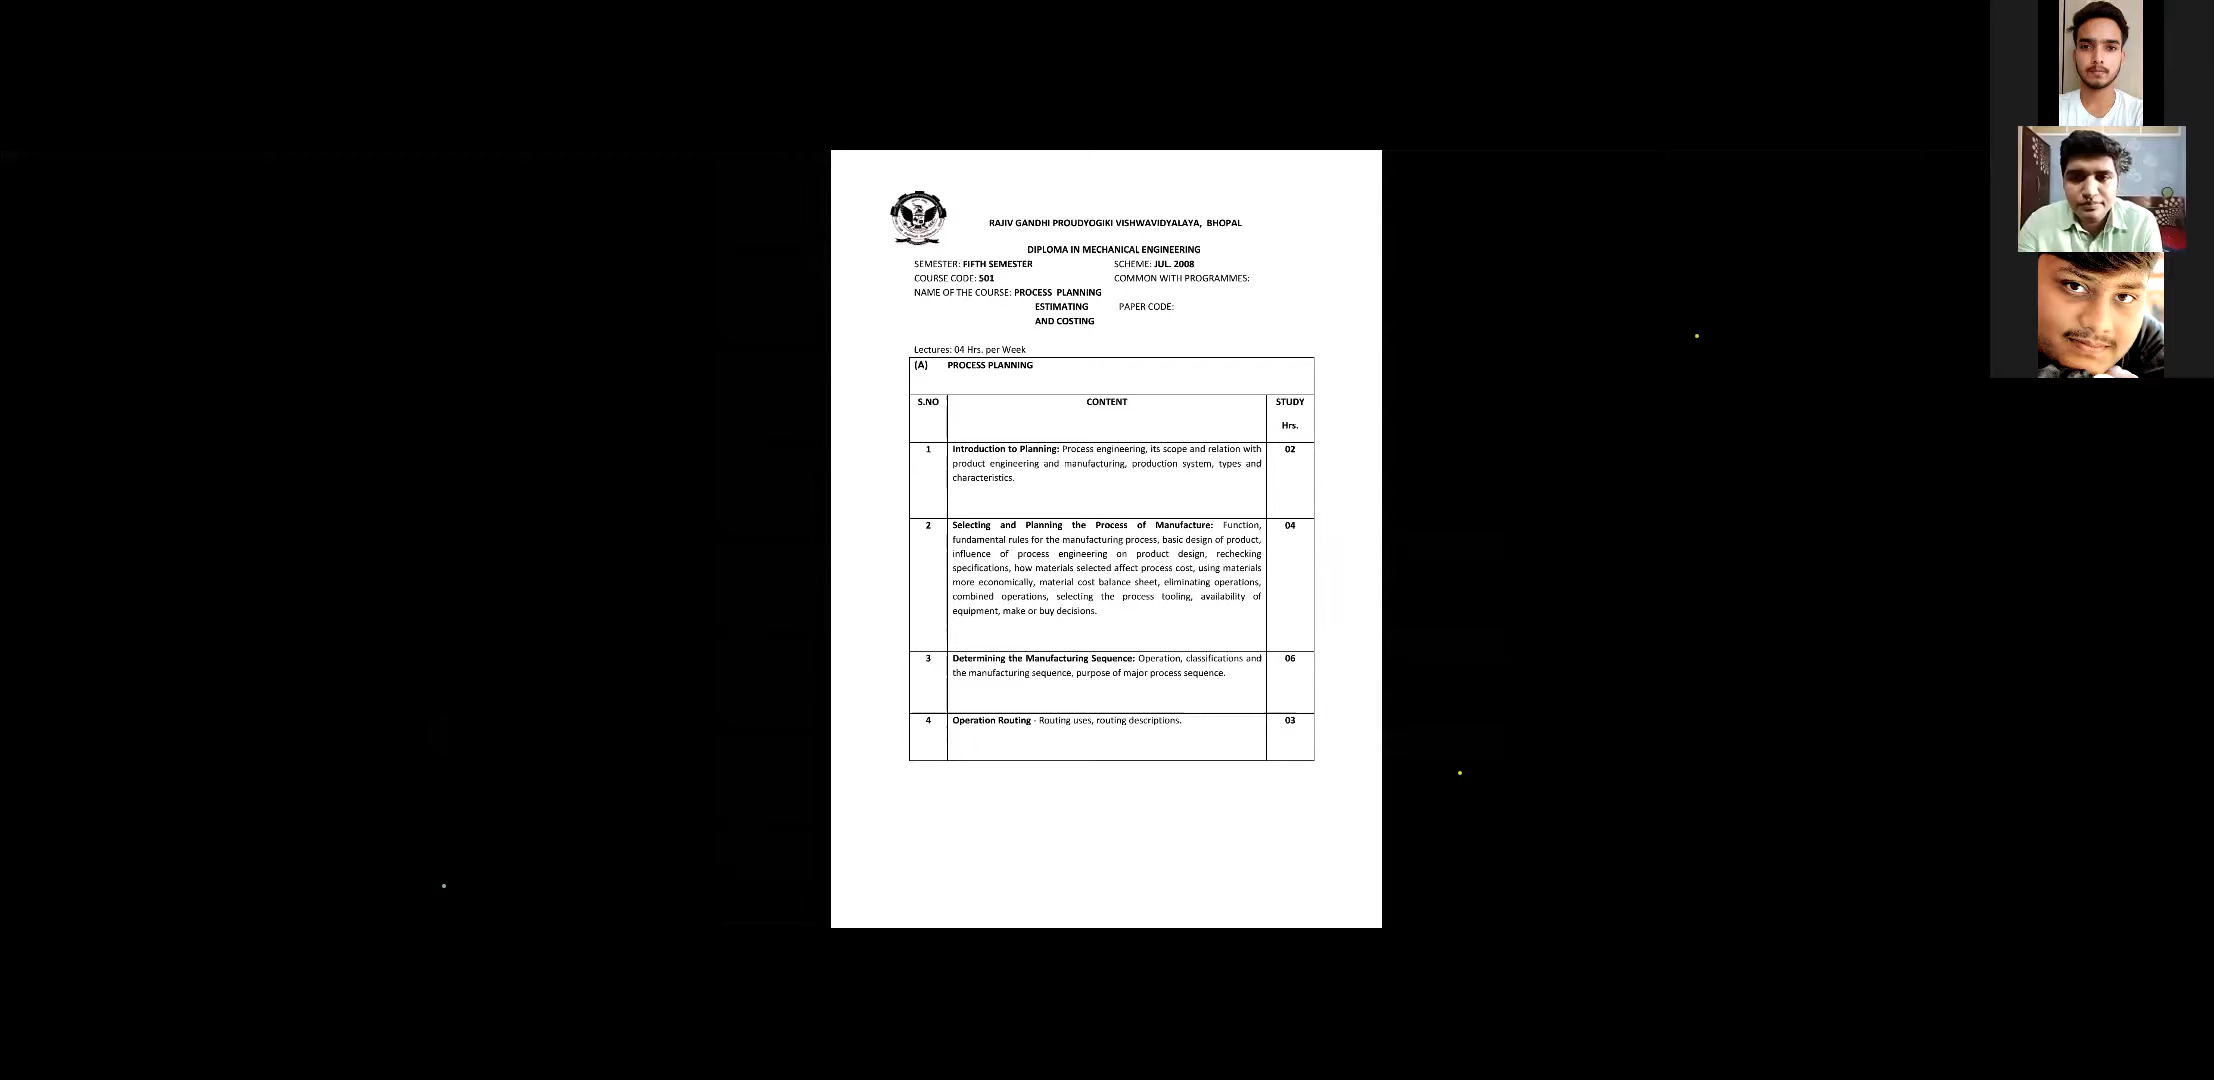 RAJIV GANDHI PROUDYOGIKI VISHWAVIDYALAYA, BHOPAL
DIPLOMA IN MECHANICAL ENGINEERING
SEMESTER: FIFTH SEMESTER SCHEME: JUL. 2008
COURSE CODE: 501 COMMON WITH PROGRAMMES:
NAME OF THE COURSE: PROCESS PLANNING
ESTIMATING PAPER CODE:
AND COSTING
Lectures: 04 Hrs. per Week
(A) PROCESS PLANNING
S.NO CONTENT STUDY
Hrs.
1 Introduction to Planning: Process engineering, its scope and relation with 02
product engineering and manufacturing, production system, types and
characteristics.
2 Selecting and Planning the Process of Manufacture: Function, 04
fundamental rules for the manufacturing process, basic design of product,
influence of process engineering on product design, rechecking
specifications, how materials selected affect process cost, using materials
more economically, material cost balance sheet, eliminating operations,
combined operations, selecting the process tooling, availability of
equipment, make or buy decisions.
3 Determining the Manufacturing Sequence: Operation, classifications and 06
the manufacturing sequence, purpose of major process sequence.
4 Operation Routing - Routing uses, routing descriptions. 03